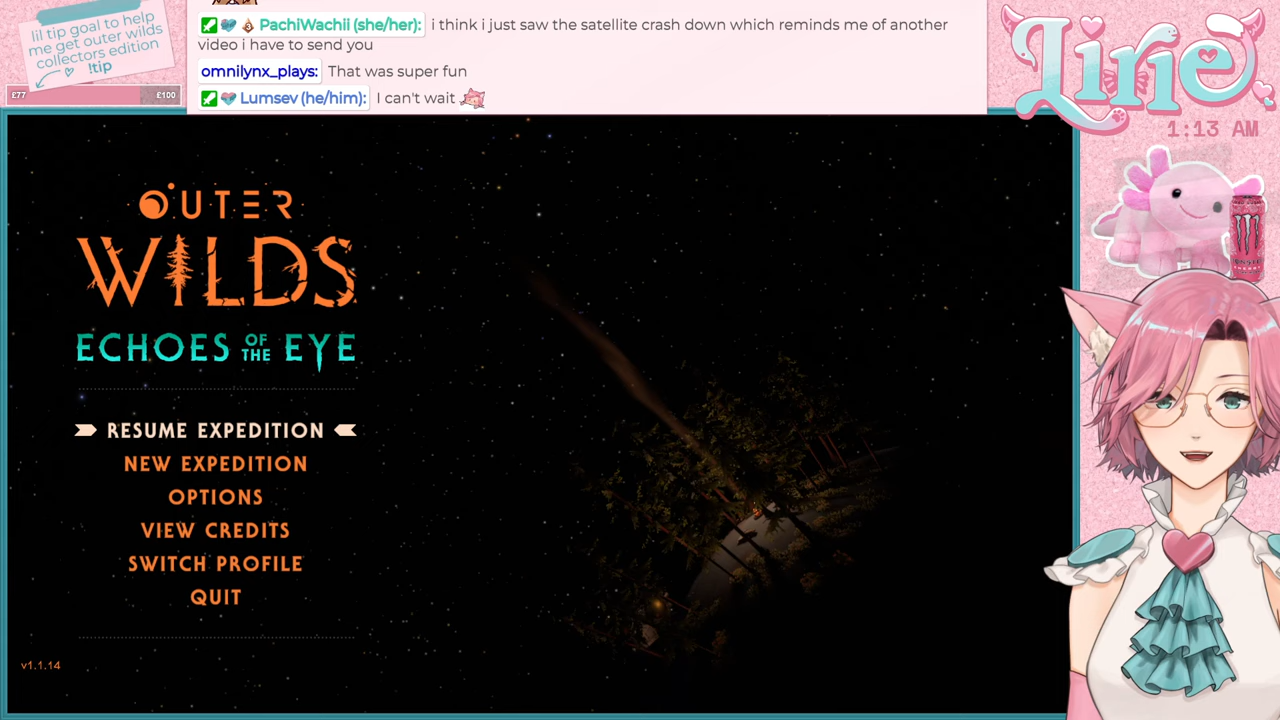 lil tip goal to help
me get outer wilds
collectors edition
!tip
£77
£100
PachiWachii (she/her): i think i just saw the satellite crash down which reminds me of another
video i have to send you
omnilynx_plays: That was super fun
Lumsev (he/him): I can't wait
Lirie
1:13 AM
OUTER
WILDS
ECHOES OF THE EYE
RESUME EXPEDITION
NEW EXPEDITION
OPTIONS
VIEW CREDITS
SWITCH PROFILE
QUIT
v1.1.14